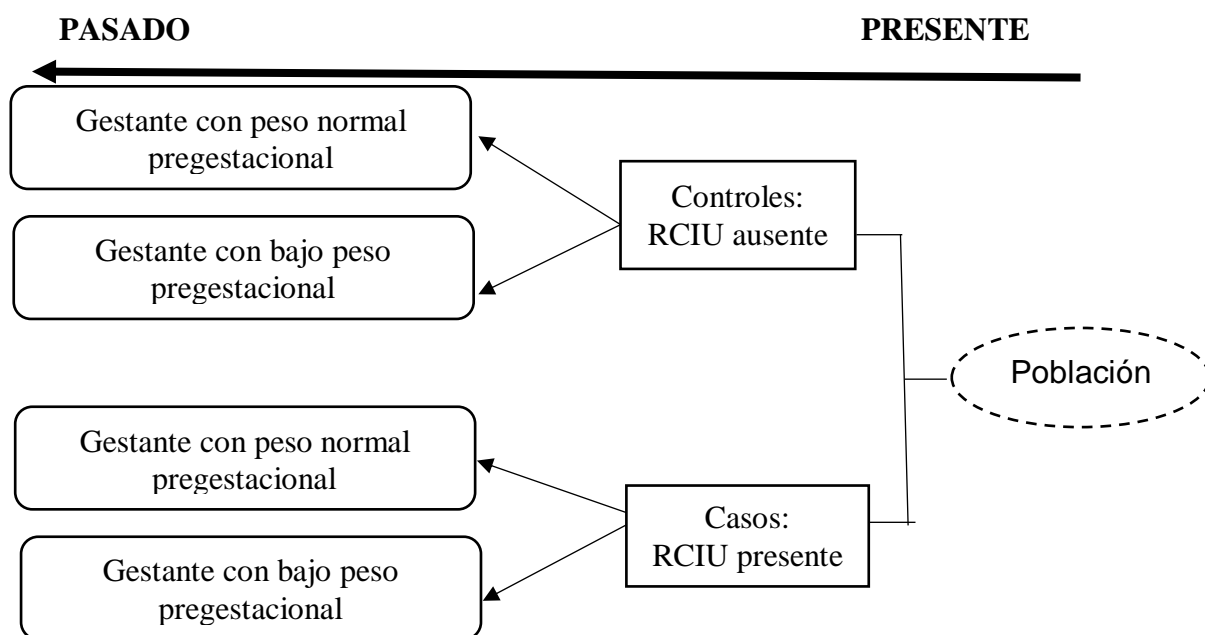 PASADO
PRESENTE
Gestante con peso normal
pregestacional
Gestante con bajo peso
pregestacional
Controles:
RCIU ausente
Población
Gestante con peso normal
pregestacional
Gestante con bajo peso
pregestacional
Casos:
RCIU presente